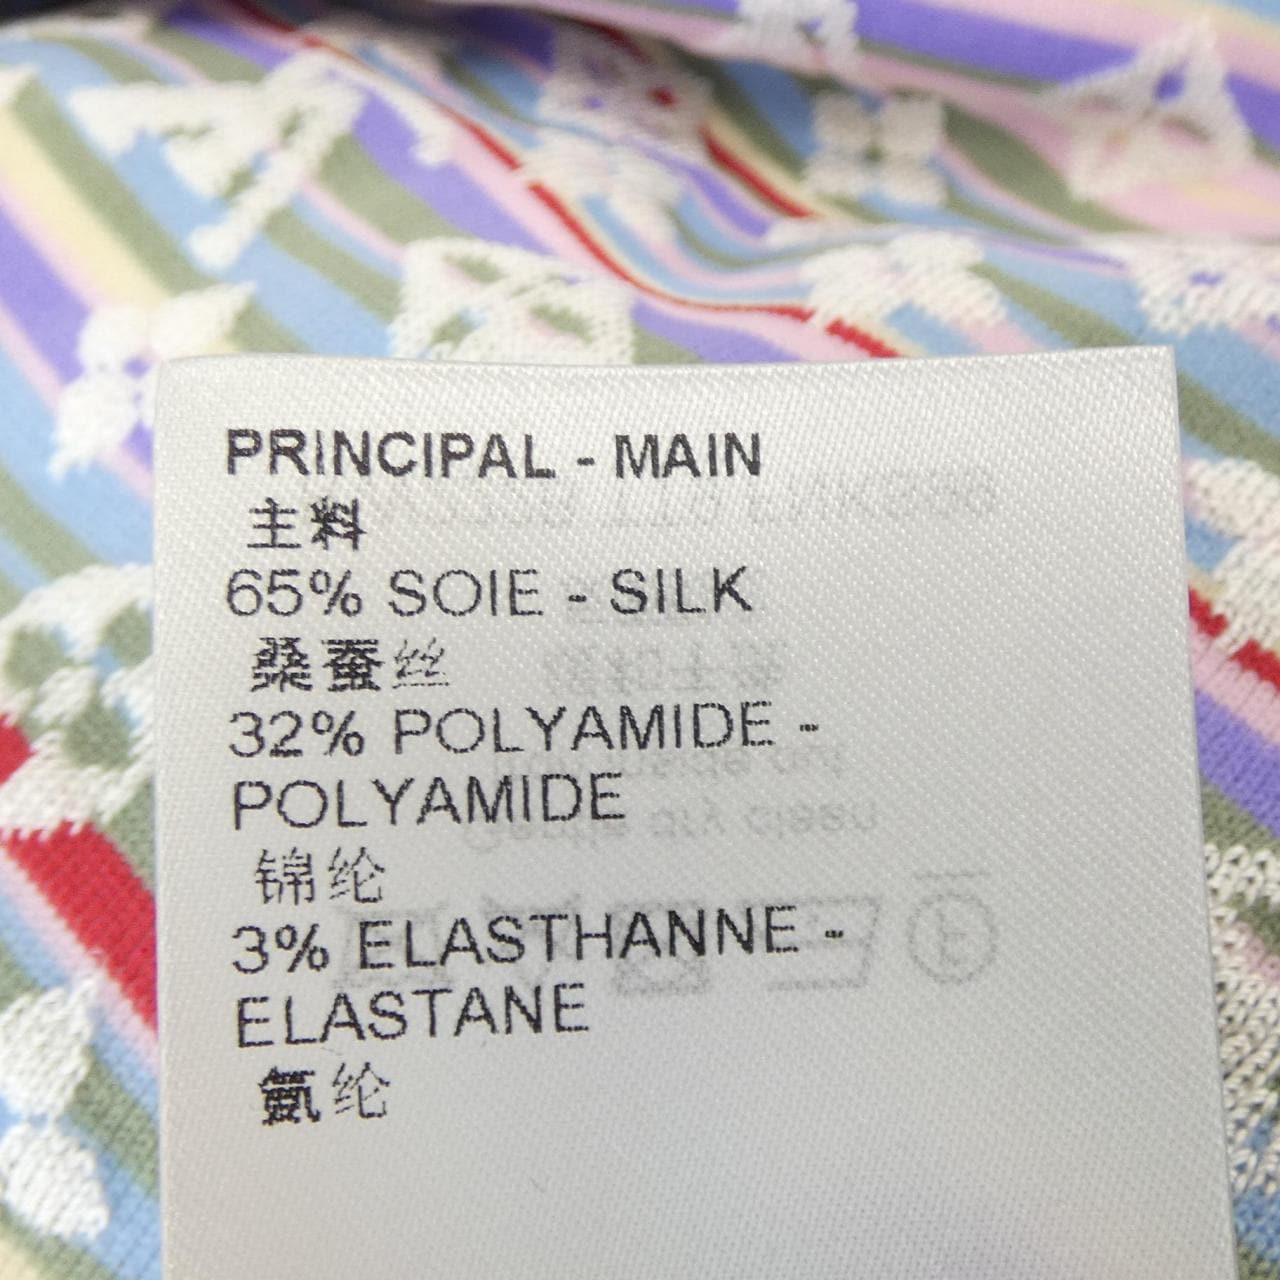 PRINCIPAL - MAIN
主料
65% SOIE - SILK
桑蚕丝
32% POLYAMIDE -
POLYAMIDE
锦纶
3% ELASTHANNE -
ELASTANE
氨纶